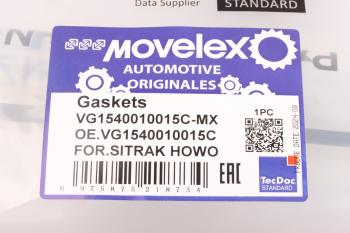 Data Supplier
STANDARD
MOVELEX
AUTOMOTIVE
ORIGINALES
Gaskets
VG1540010015C-MX
OE.VG1540010015C
FOR.SITRAK HOWO
1PC
EAC
TecDoc
STANDARD
6 975875 218734